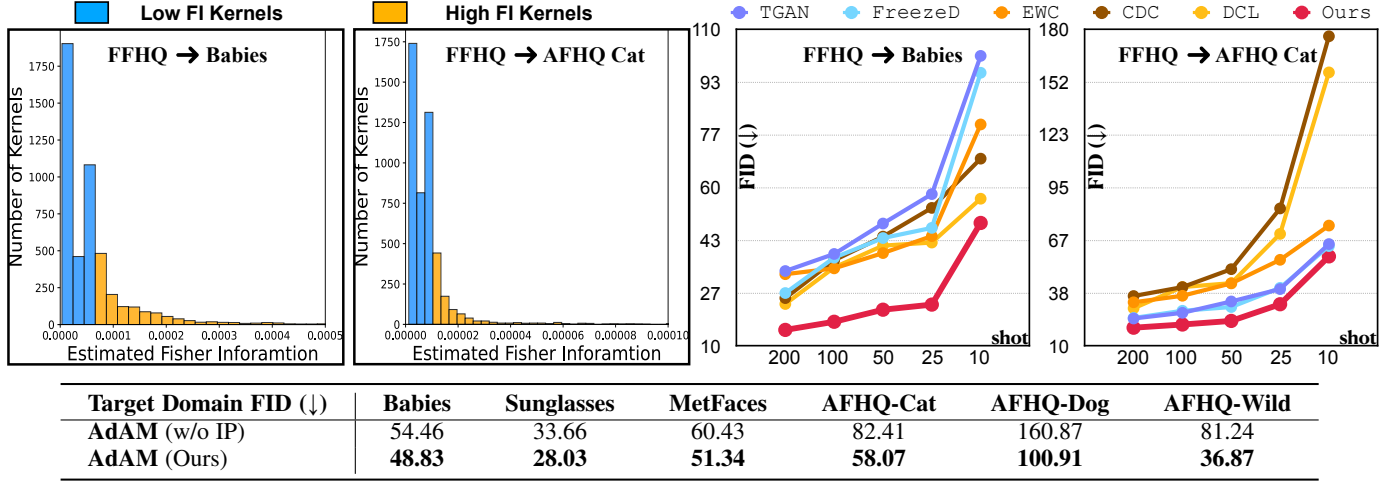 Low FI Kernels High FI Kernels TGAN FreezeD EWC CDC DCL Ours
FFHQ → Babies
Number of Kernels
1750
1500
1250
1000
750
500
250
0
0.0000 0.0001 0.0002 0.0003 0.0004 0.0005
Estimated Fisher Inforamtion
FFHQ → AFHQ Cat
Number of Kernels
1750
1500
1250
1000
750
500
250
0
0.00000 0.00002 0.00004 0.00006 0.00008 0.00010
Estimated Fisher Inforamtion
FFHQ → Babies
FID (↓)
110
93
77
60
43
27
10
200 100 50 25 10
shot
FFHQ → AFHQ Cat
FID (↓)
180
152
123
95
67
38
10
200 100 50 25 10
shot
Target Domain FID (↓) Babies Sunglasses MetFaces AFHQ-Cat AFHQ-Dog AFHQ-Wild
AdAM (w/o IP) 54.46 33.66 60.43 82.41 160.87 81.24
AdAM (Ours) 48.83 28.03 51.34 58.07 100.91 36.87